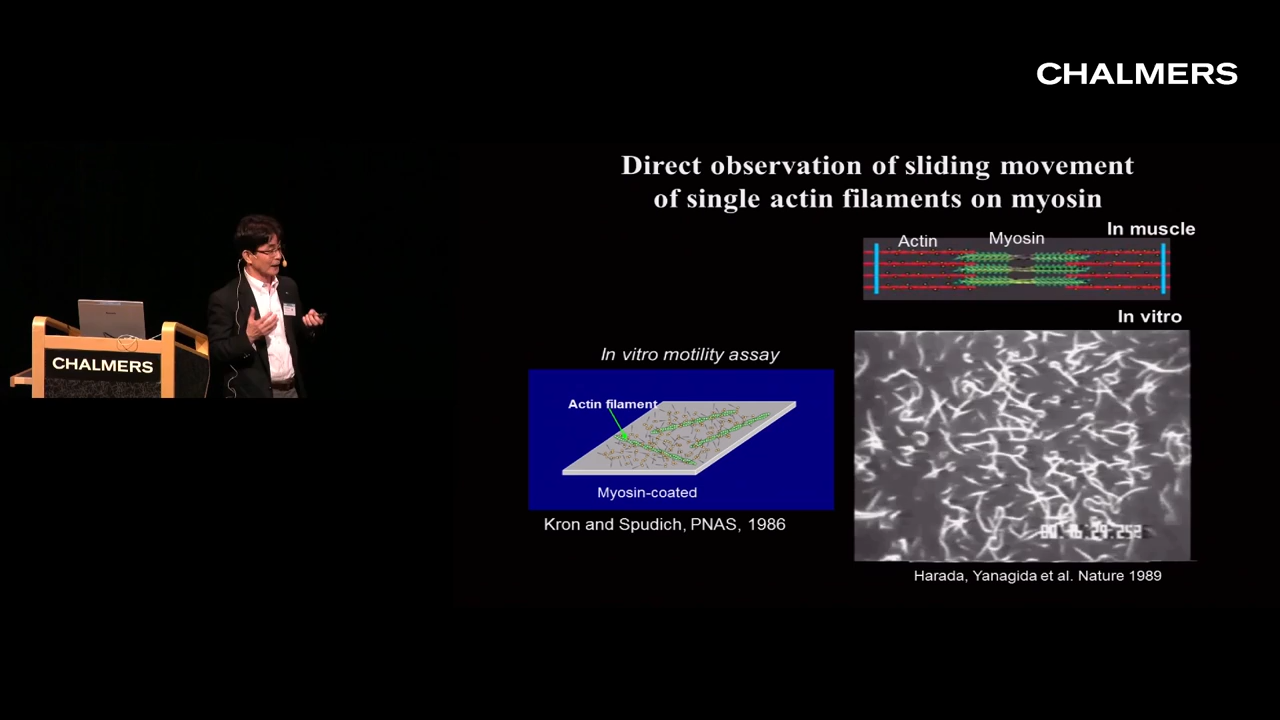 CHALMERS
Direct observation of sliding movement
of single actin filaments on myosin
In muscle
Actin
Myosin
In vitro
In vitro motility assay
Actin filament
Myosin-coated
Kron and Spudich, PNAS, 1986
Harada, Yanagida et al. Nature 1989
CHALMERS